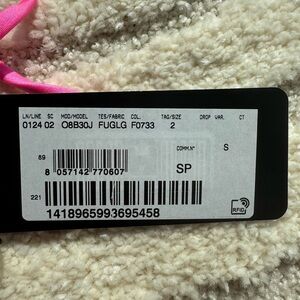 LN/LINE SC MOD/MODEL TES/FABRIC COL. TAG/SIZE DROP VAR. CT
0124 02 O8B30J FUGLG F0733 2
COMM.N° S
89
8 057142 770607 SP
221
1418965993695458
RFID